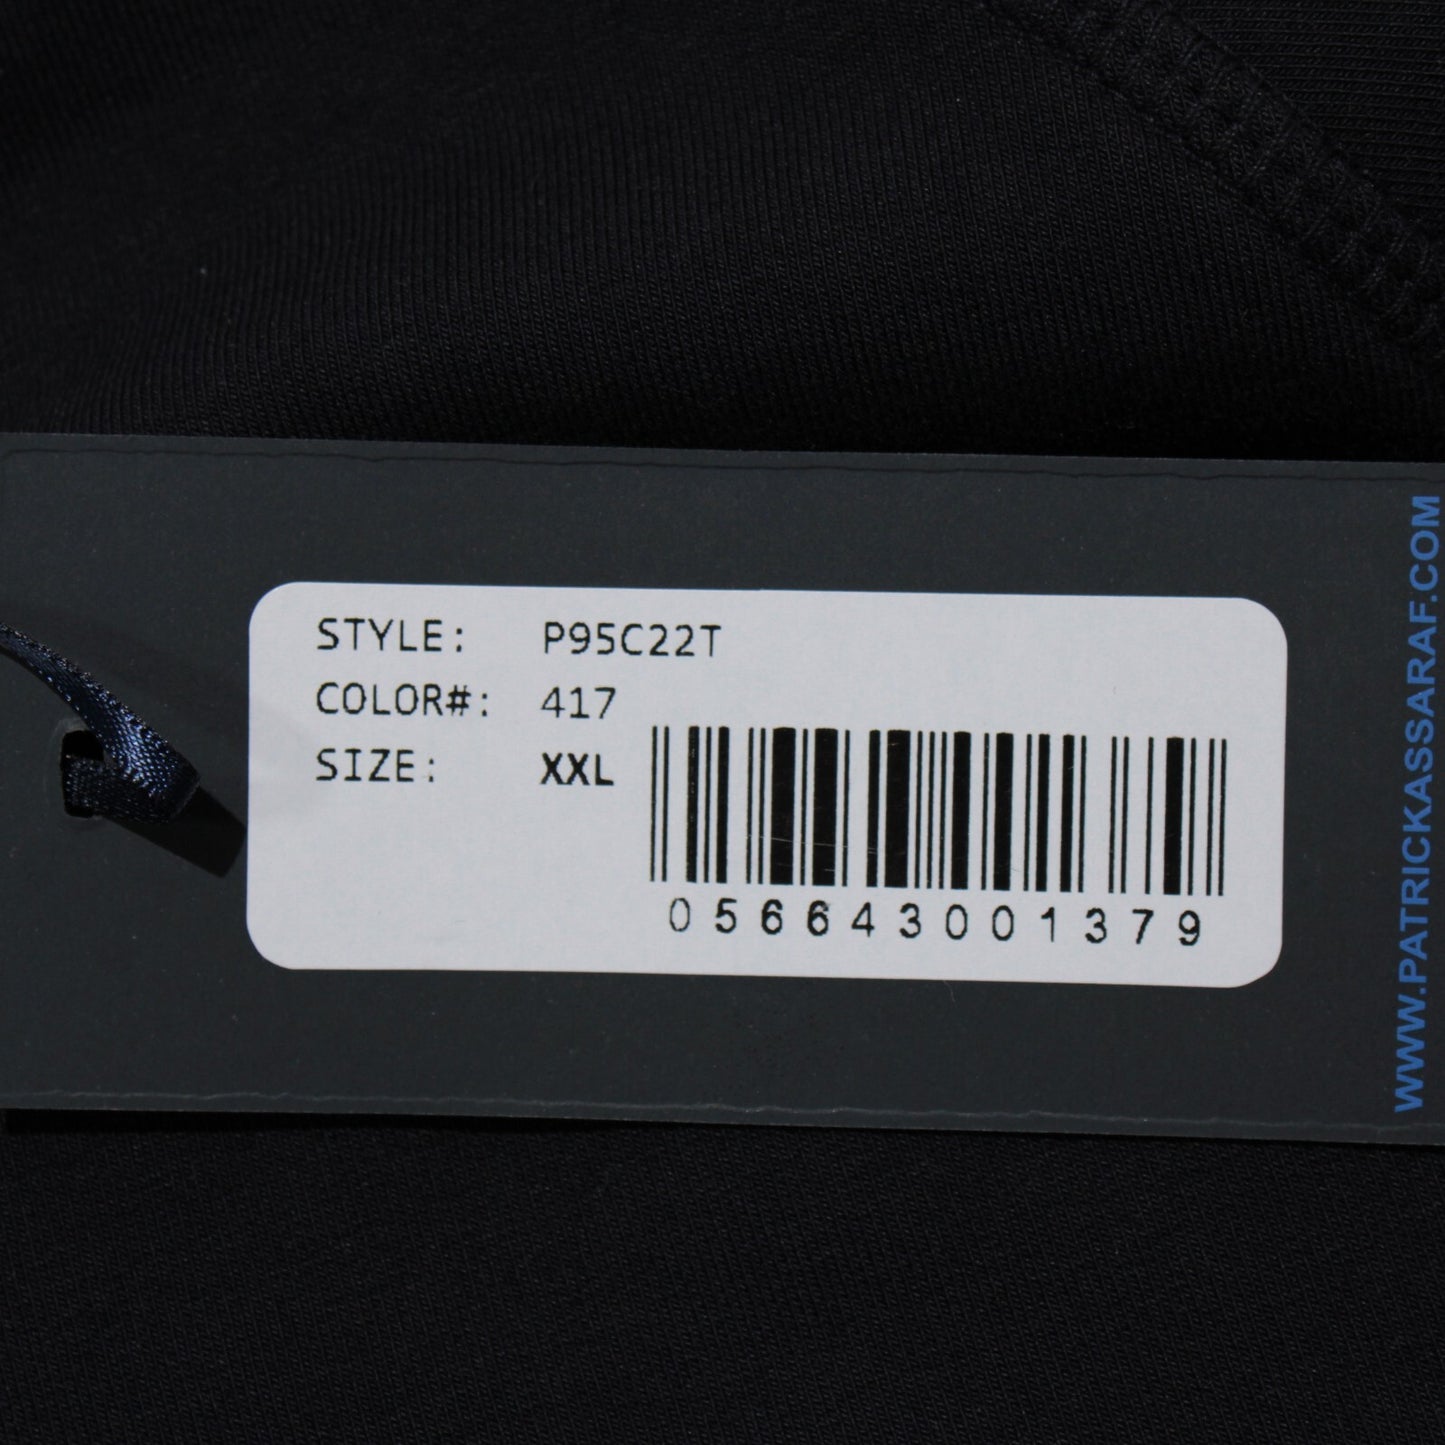 STYLE: P95C22T
COLOR#: 417
SIZE: XXL
056643001379
WWW.PATRICKASSARAF.COM